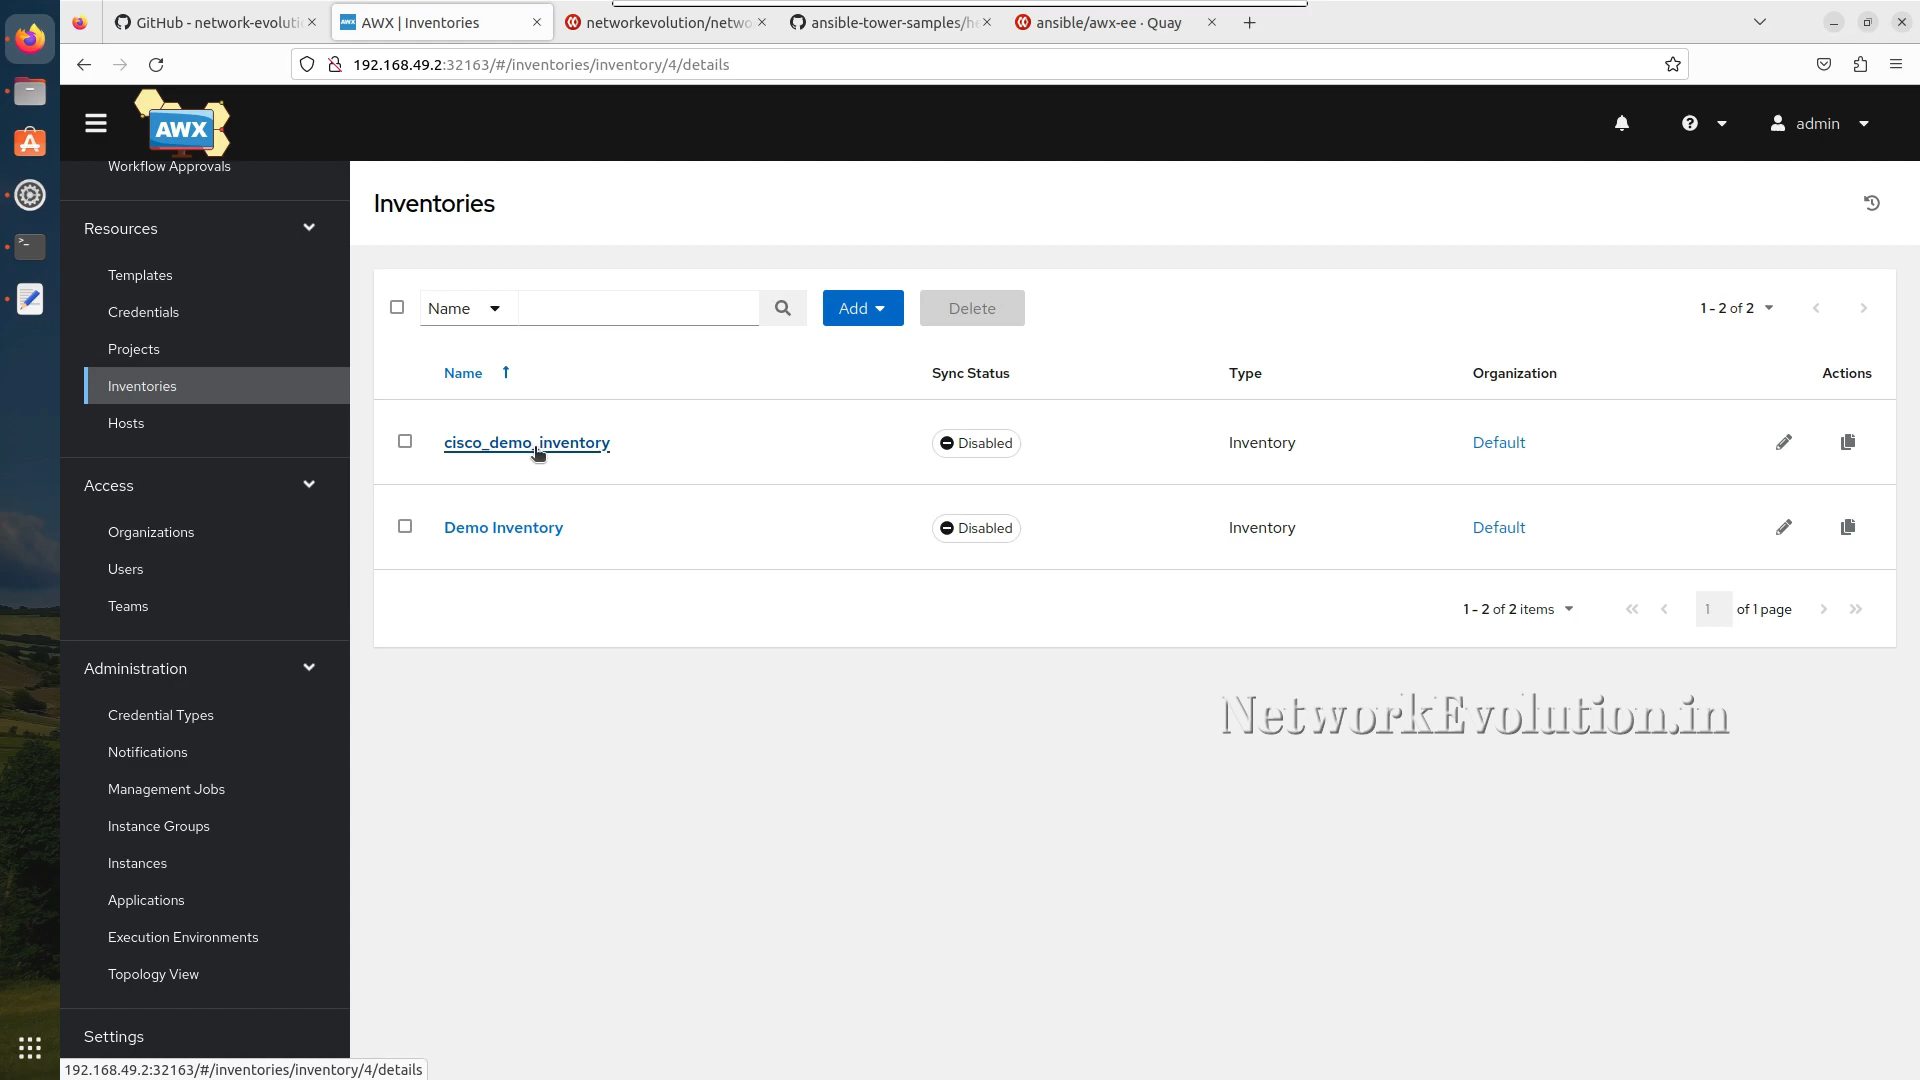 GitHub - network-evoluti
AWX | Inventories
networkevolution/netwo
ansible-tower-samples/he
ansible/awx-ee · Quay
192.168.49.2:32163/#/inventories/inventory/4/details
AWX
admin
Workflow Approvals
Resources
Templates
Credentials
Projects
Inventories
Hosts
Access
Organizations
Users
Teams
Administration
Credential Types
Notifications
Management Jobs
Instance Groups
Instances
Applications
Execution Environments
Topology View
Settings
Inventories
Name
Add
Delete
1 - 2 of 2
Name Sync Status Type Organization Actions
cisco_demo_inventory Disabled Inventory Default
Demo Inventory Disabled Inventory Default
1 - 2 of 2 items
1 of 1 page
NetworkEvolution.in
192.168.49.2:32163/#/inventories/inventory/4/details